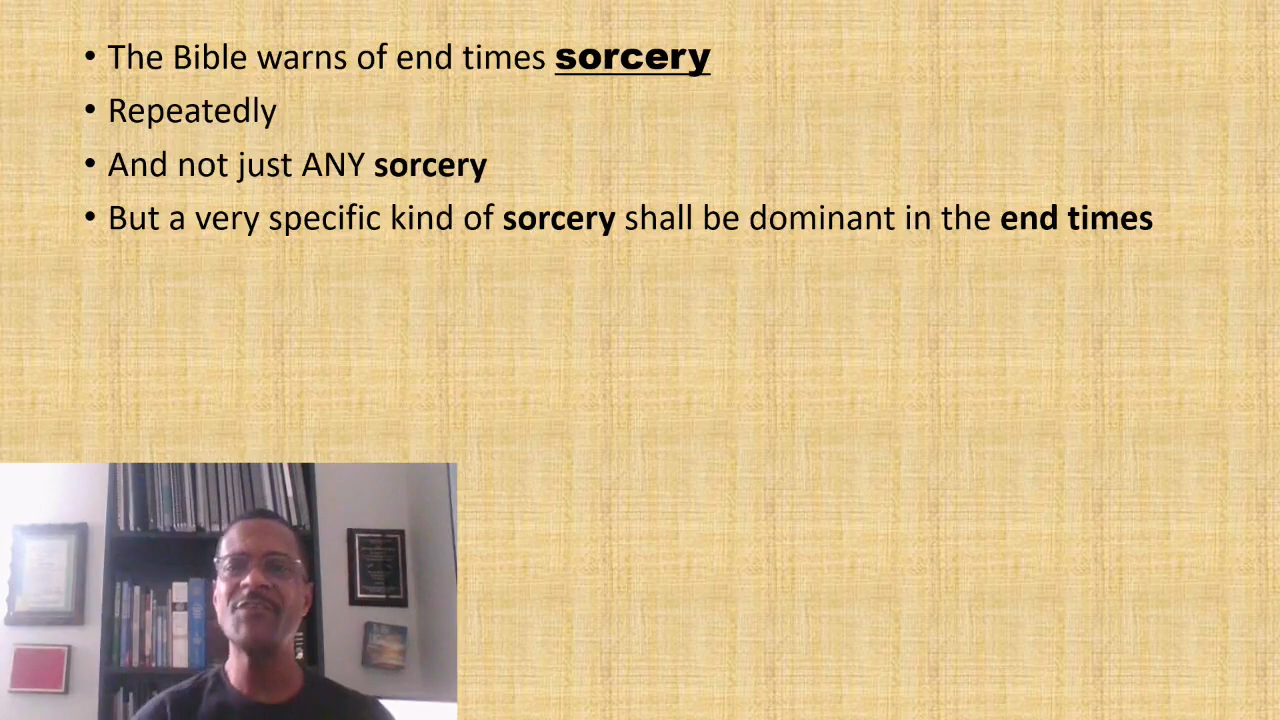 • The Bible warns of end times sorcery
• Repeatedly
• And not just ANY sorcery
• But a very specific kind of sorcery shall be dominant in the end times